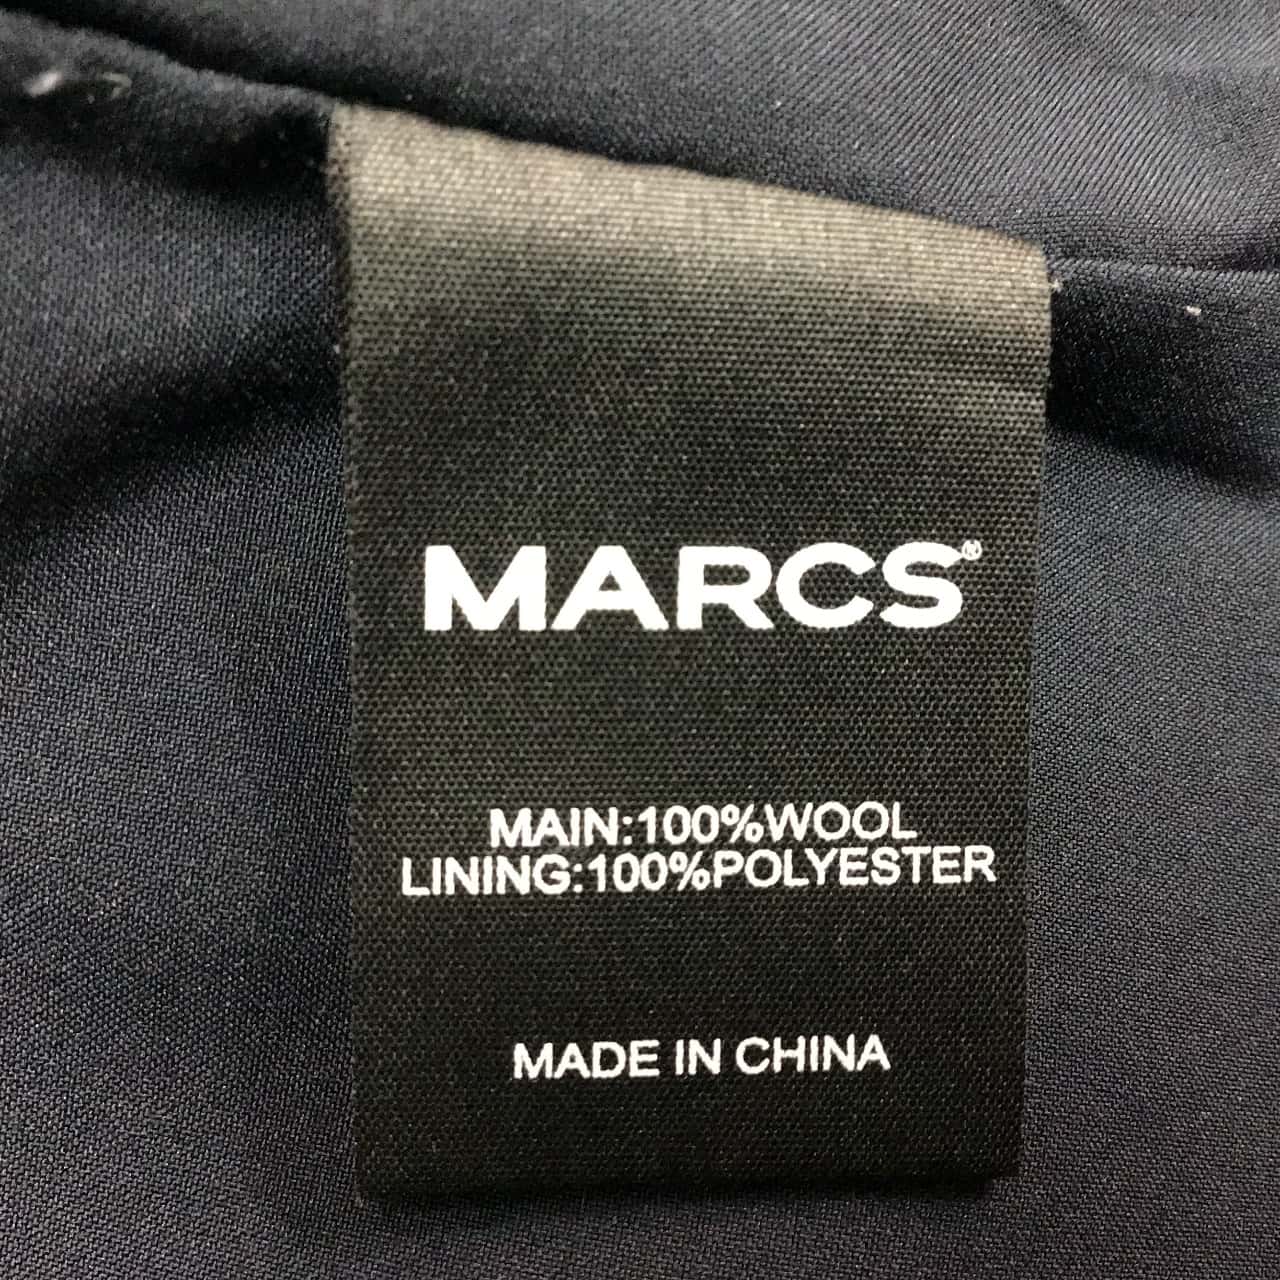 MARCS®
MAIN:100%WOOL
LINING:100%POLYESTER
MADE IN CHINA